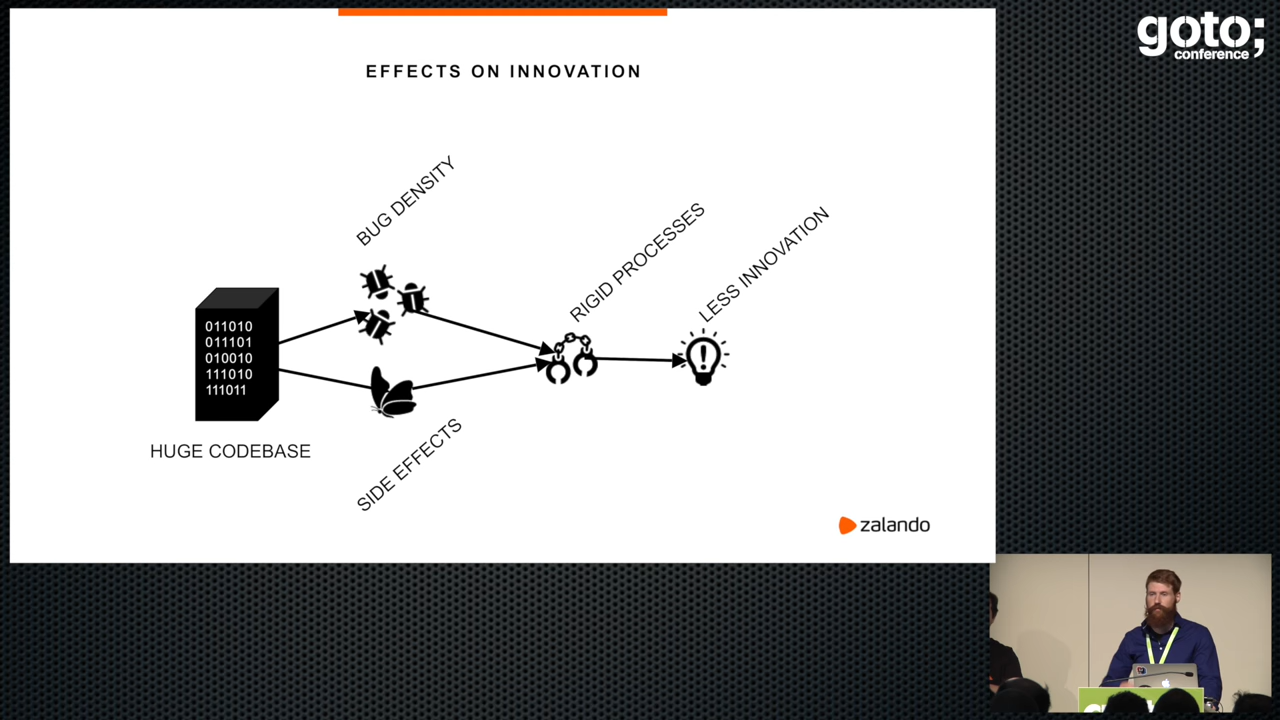 EFFECTS ON INNOVATION
goto;
conference
BUG DENSITY
RIGID PROCESSES
LESS INNOVATION
011010
011101
010010
111010
111011
HUGE CODEBASE
SIDE EFFECTS
zalando